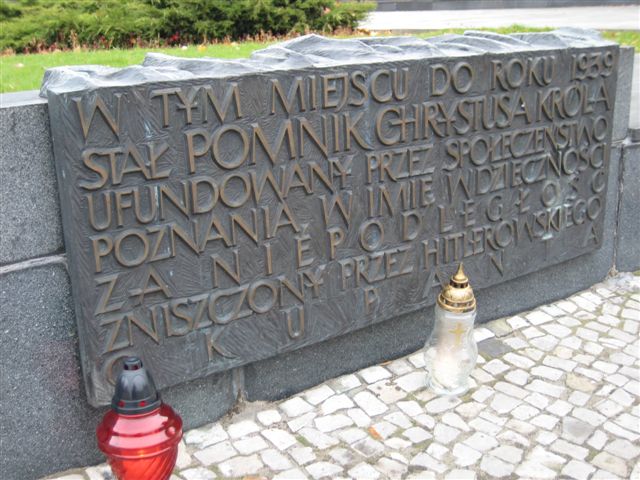 W TYM MIEJSCU DO ROKU 1939
STAŁ POMNIK CHRYSTUSA KRÓLA
UFUNDOWANY PRZEZ SPOŁECZEŃSTWO
POZNANIA W IMIĘ WDZIĘCZNOŚCI
ZA NIEPODLEGŁOŚĆ
ZNISZCZONY PRZEZ HITLEROWSKIEGO
OKUPANTA